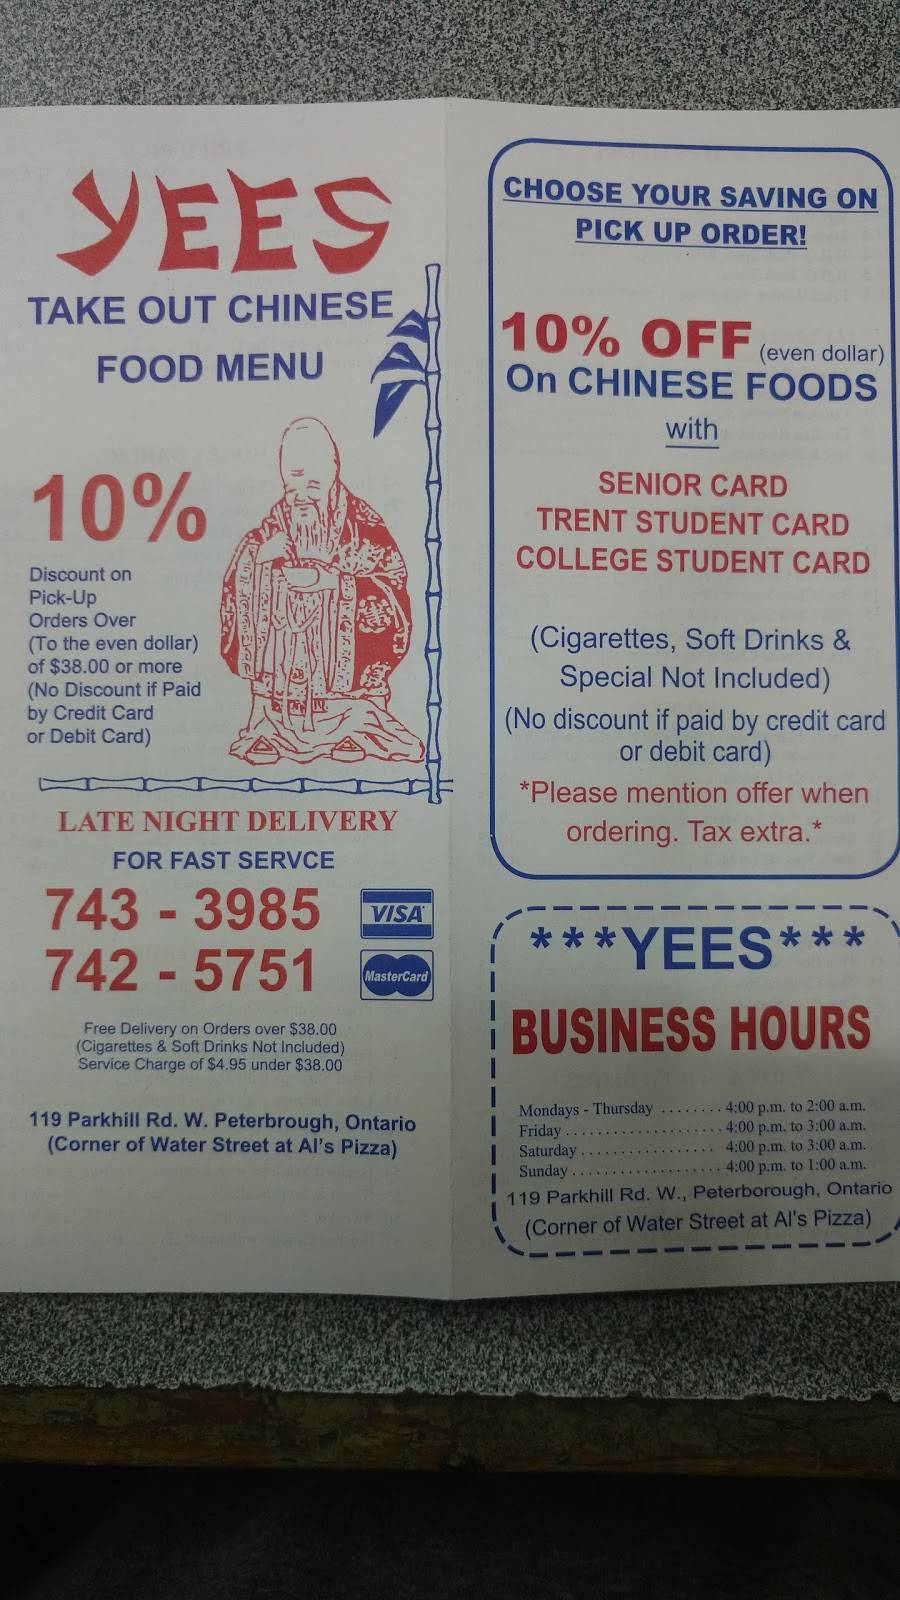 YEES
TAKE OUT CHINESE
FOOD MENU
10%
Discount on
Pick-Up
Orders Over
(To the even dollar)
of $38.00 or more
(No Discount if Paid
by Credit Card
or Debit Card)
LATE NIGHT DELIVERY
FOR FAST SERVCE
743 - 3985
742 - 5751
VISA
MasterCard
Free Delivery on Orders over $38.00
(Cigarettes & Soft Drinks Not Included)
Service Charge of $4.95 under $38.00
119 Parkhill Rd. W. Peterbrough, Ontario
(Corner of Water Street at Al's Pizza)
CHOOSE YOUR SAVING ON
PICK UP ORDER!
10% OFF (even dollar)
On CHINESE FOODS
with
SENIOR CARD
TRENT STUDENT CARD
COLLEGE STUDENT CARD
(Cigarettes, Soft Drinks &
Special Not Included)
(No discount if paid by credit card
or debit card)
*Please mention offer when
ordering. Tax extra.*
***YEES***
BUSINESS HOURS
Mondays - Thursday ........ 4:00 p.m. to 2:00 a.m.
Friday .................... 4:00 p.m. to 3:00 a.m.
Saturday ................. 4:00 p.m. to 3:00 a.m.
Sunday ................... 4:00 p.m. to 1:00 a.m.
119 Parkhill Rd. W., Peterborough, Ontario
(Corner of Water Street at Al's Pizza)